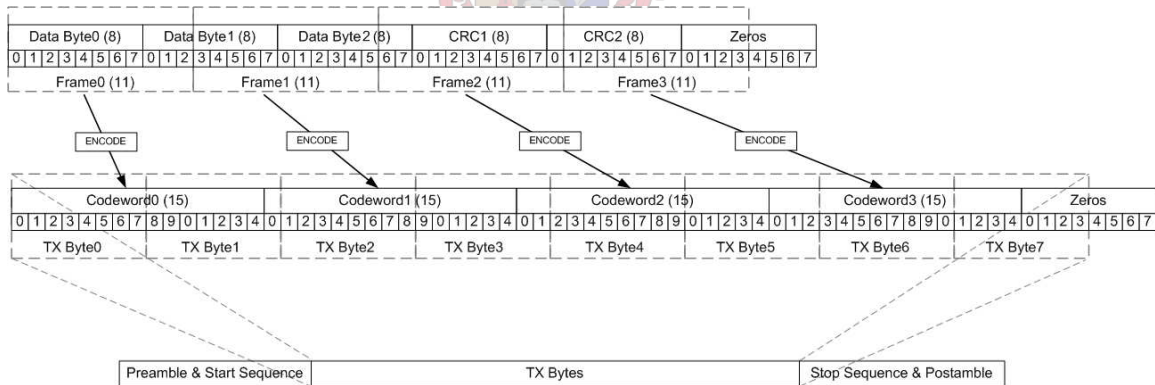 Data Byte0 (8) Data Byte1 (8) Data Byte2 (8) CRC1 (8) CRC2 (8) Zeros
0 1 2 3 4 5 6 7 0 1 2 3 4 5 6 7 0 1 2 3 4 5 6 7 0 1 2 3 4 5 6 7 0 1 2 3 4 5 6 7 0 1 2 3 4 5 6 7
Frame0 (11) Frame1 (11) Frame2 (11) Frame3 (11)
ENCODE ENCODE ENCODE ENCODE
Codeword0 (15) Codeword1 (15) Codeword2 (15) Codeword3 (15) Zeros
0 1 2 3 4 5 6 7 8 9 0 1 2 3 4 0 1 2 3 4 5 6 7 8 9 0 1 2 3 4 0 1 2 3 4 5 6 7 8 9 0 1 2 3 4 0 1 2 3 4 5 6 7 8 9 0 1 2 3 4 0 1 2 3 4 5 6 7
TX Byte0 TX Byte1 TX Byte2 TX Byte3 TX Byte4 TX Byte5 TX Byte6 TX Byte7
Preamble & Start Sequence TX Bytes Stop Sequence & Postamble